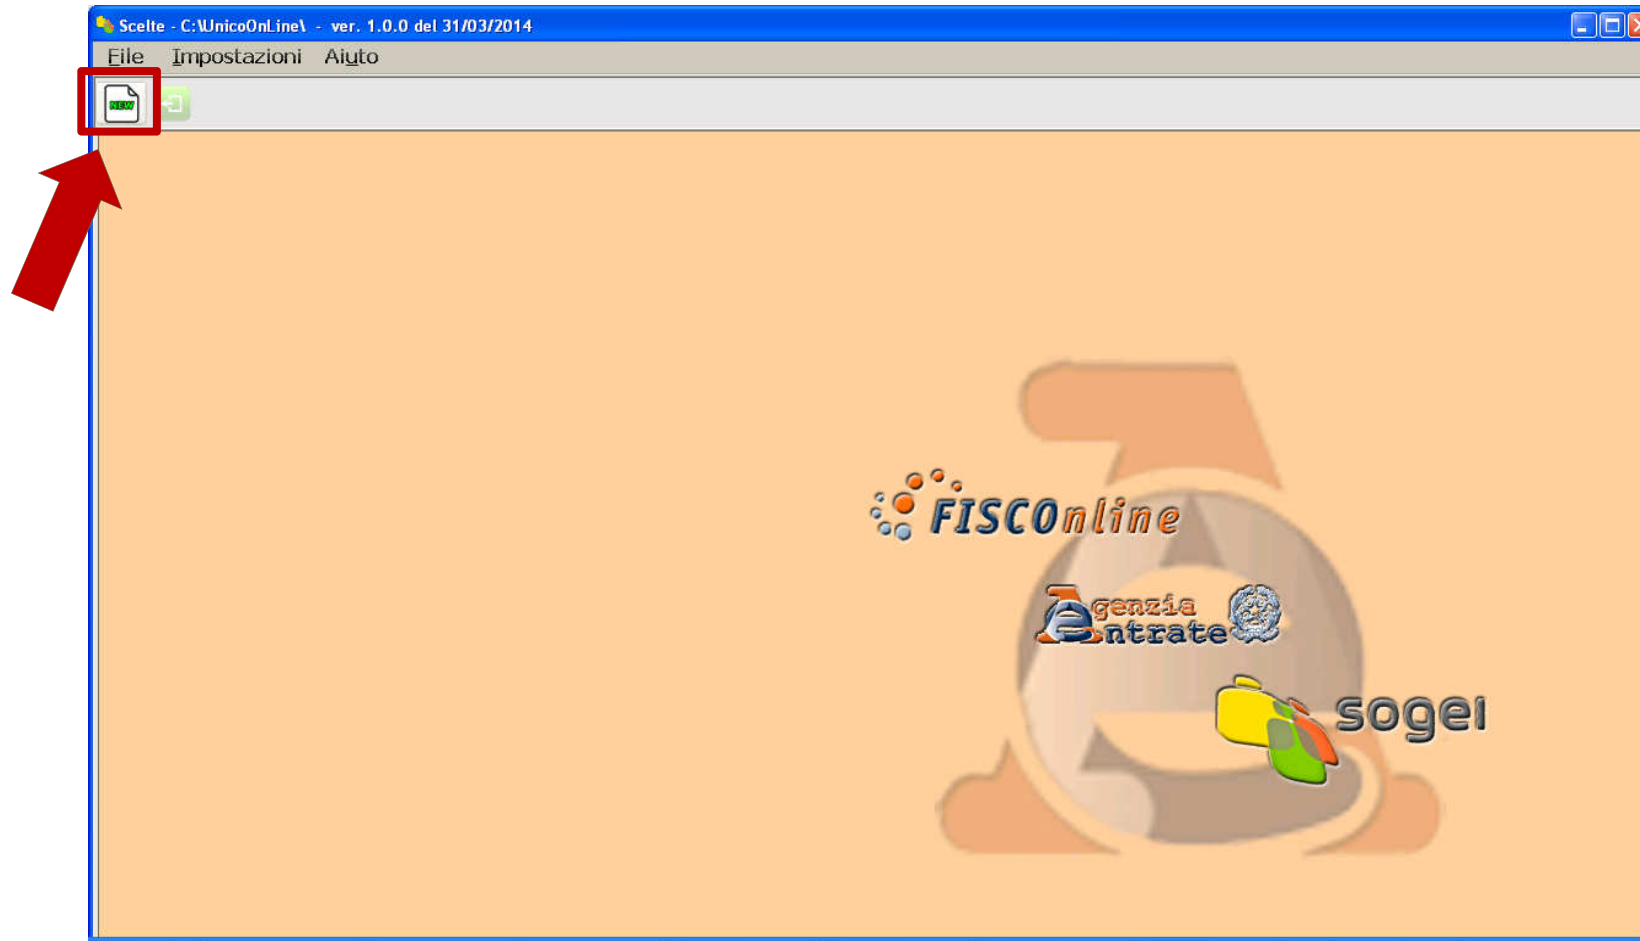 Scelte - C:\UnicoOnLine\ - ver. 1.0.0 del 31/03/2014
File Impostazioni Aiuto
NEW
FISCOnline
Agenzia
Entrate
sogei